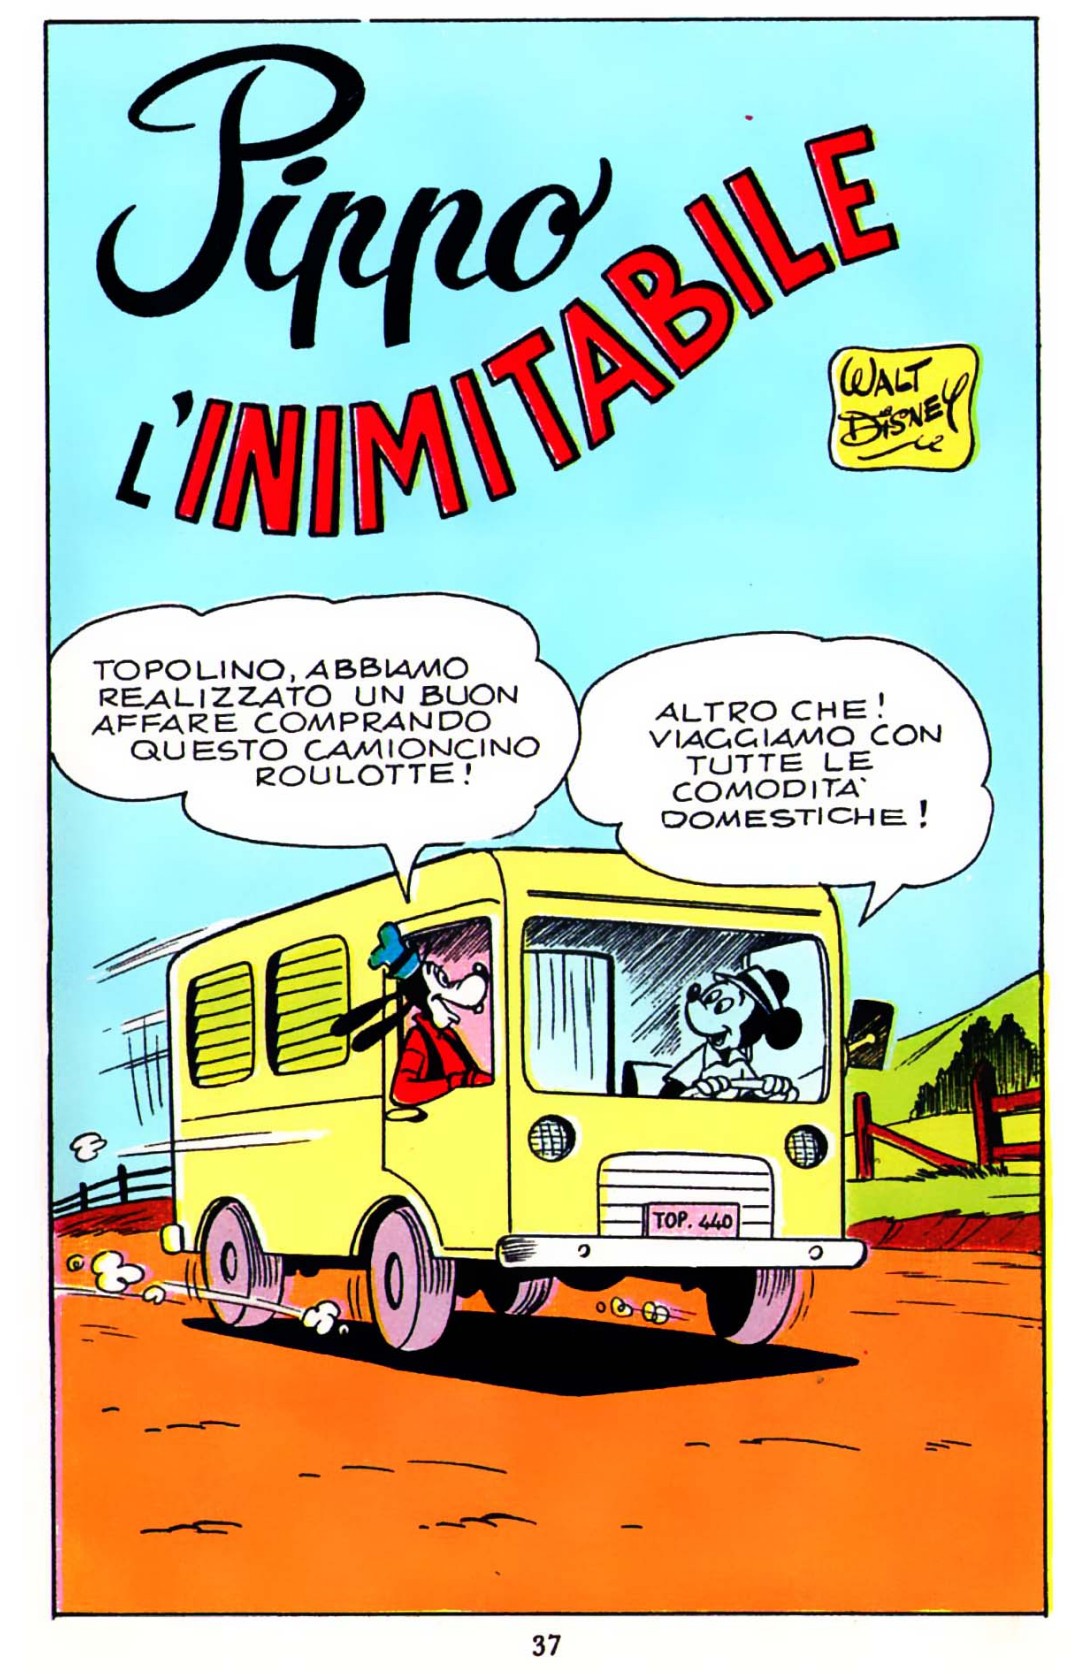 Pippo
L'INIMITABILE
WALT
DISNEY
TOPOLINO, ABBIAMO
REALIZZATO UN BUON
AFFARE COMPRANDO
QUESTO CAMIONCINO
ROULOTTE!
ALTRO CHE!
VIAGGIAMO CON
TUTTE LE
COMODITA'
DOMESTICHE!
TOP. 440
37